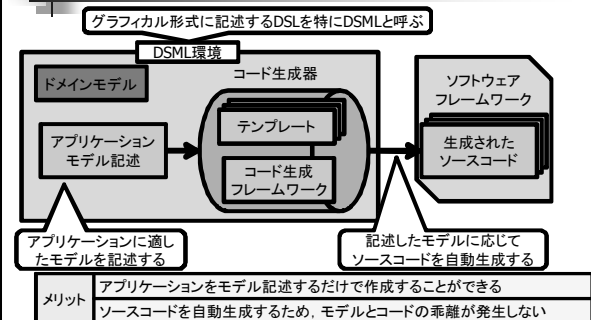 グラフィカル形式に記述するDSLを特にDSMLと呼ぶ
DSML環境
ドメインモデル
コード生成器
テンプレート
アプリケーション
モデル記述
コード生成
フレームワーク
ソフトウェア
フレームワーク
生成された
ソースコード
アプリケーションに適し
たモデルを記述する
記述したモデルに応じて
ソースコードを自動生成する
メリット
アプリケーションをモデル記述するだけで作成することができる
ソースコードを自動生成するため，モデルとコードの乖離が発生しない